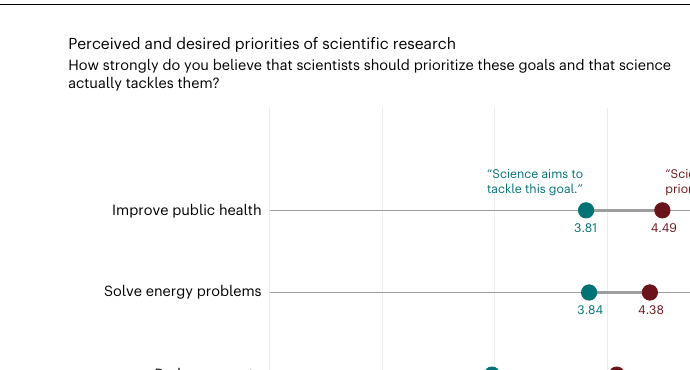 Perceived and desired priorities of scientific research
How strongly do you believe that scientists should prioritize these goals and that science
actually tackles them?
“Science aims to
tackle this goal.”
Improve public health
3.81
4.49
Solve energy problems
3.84
4.38